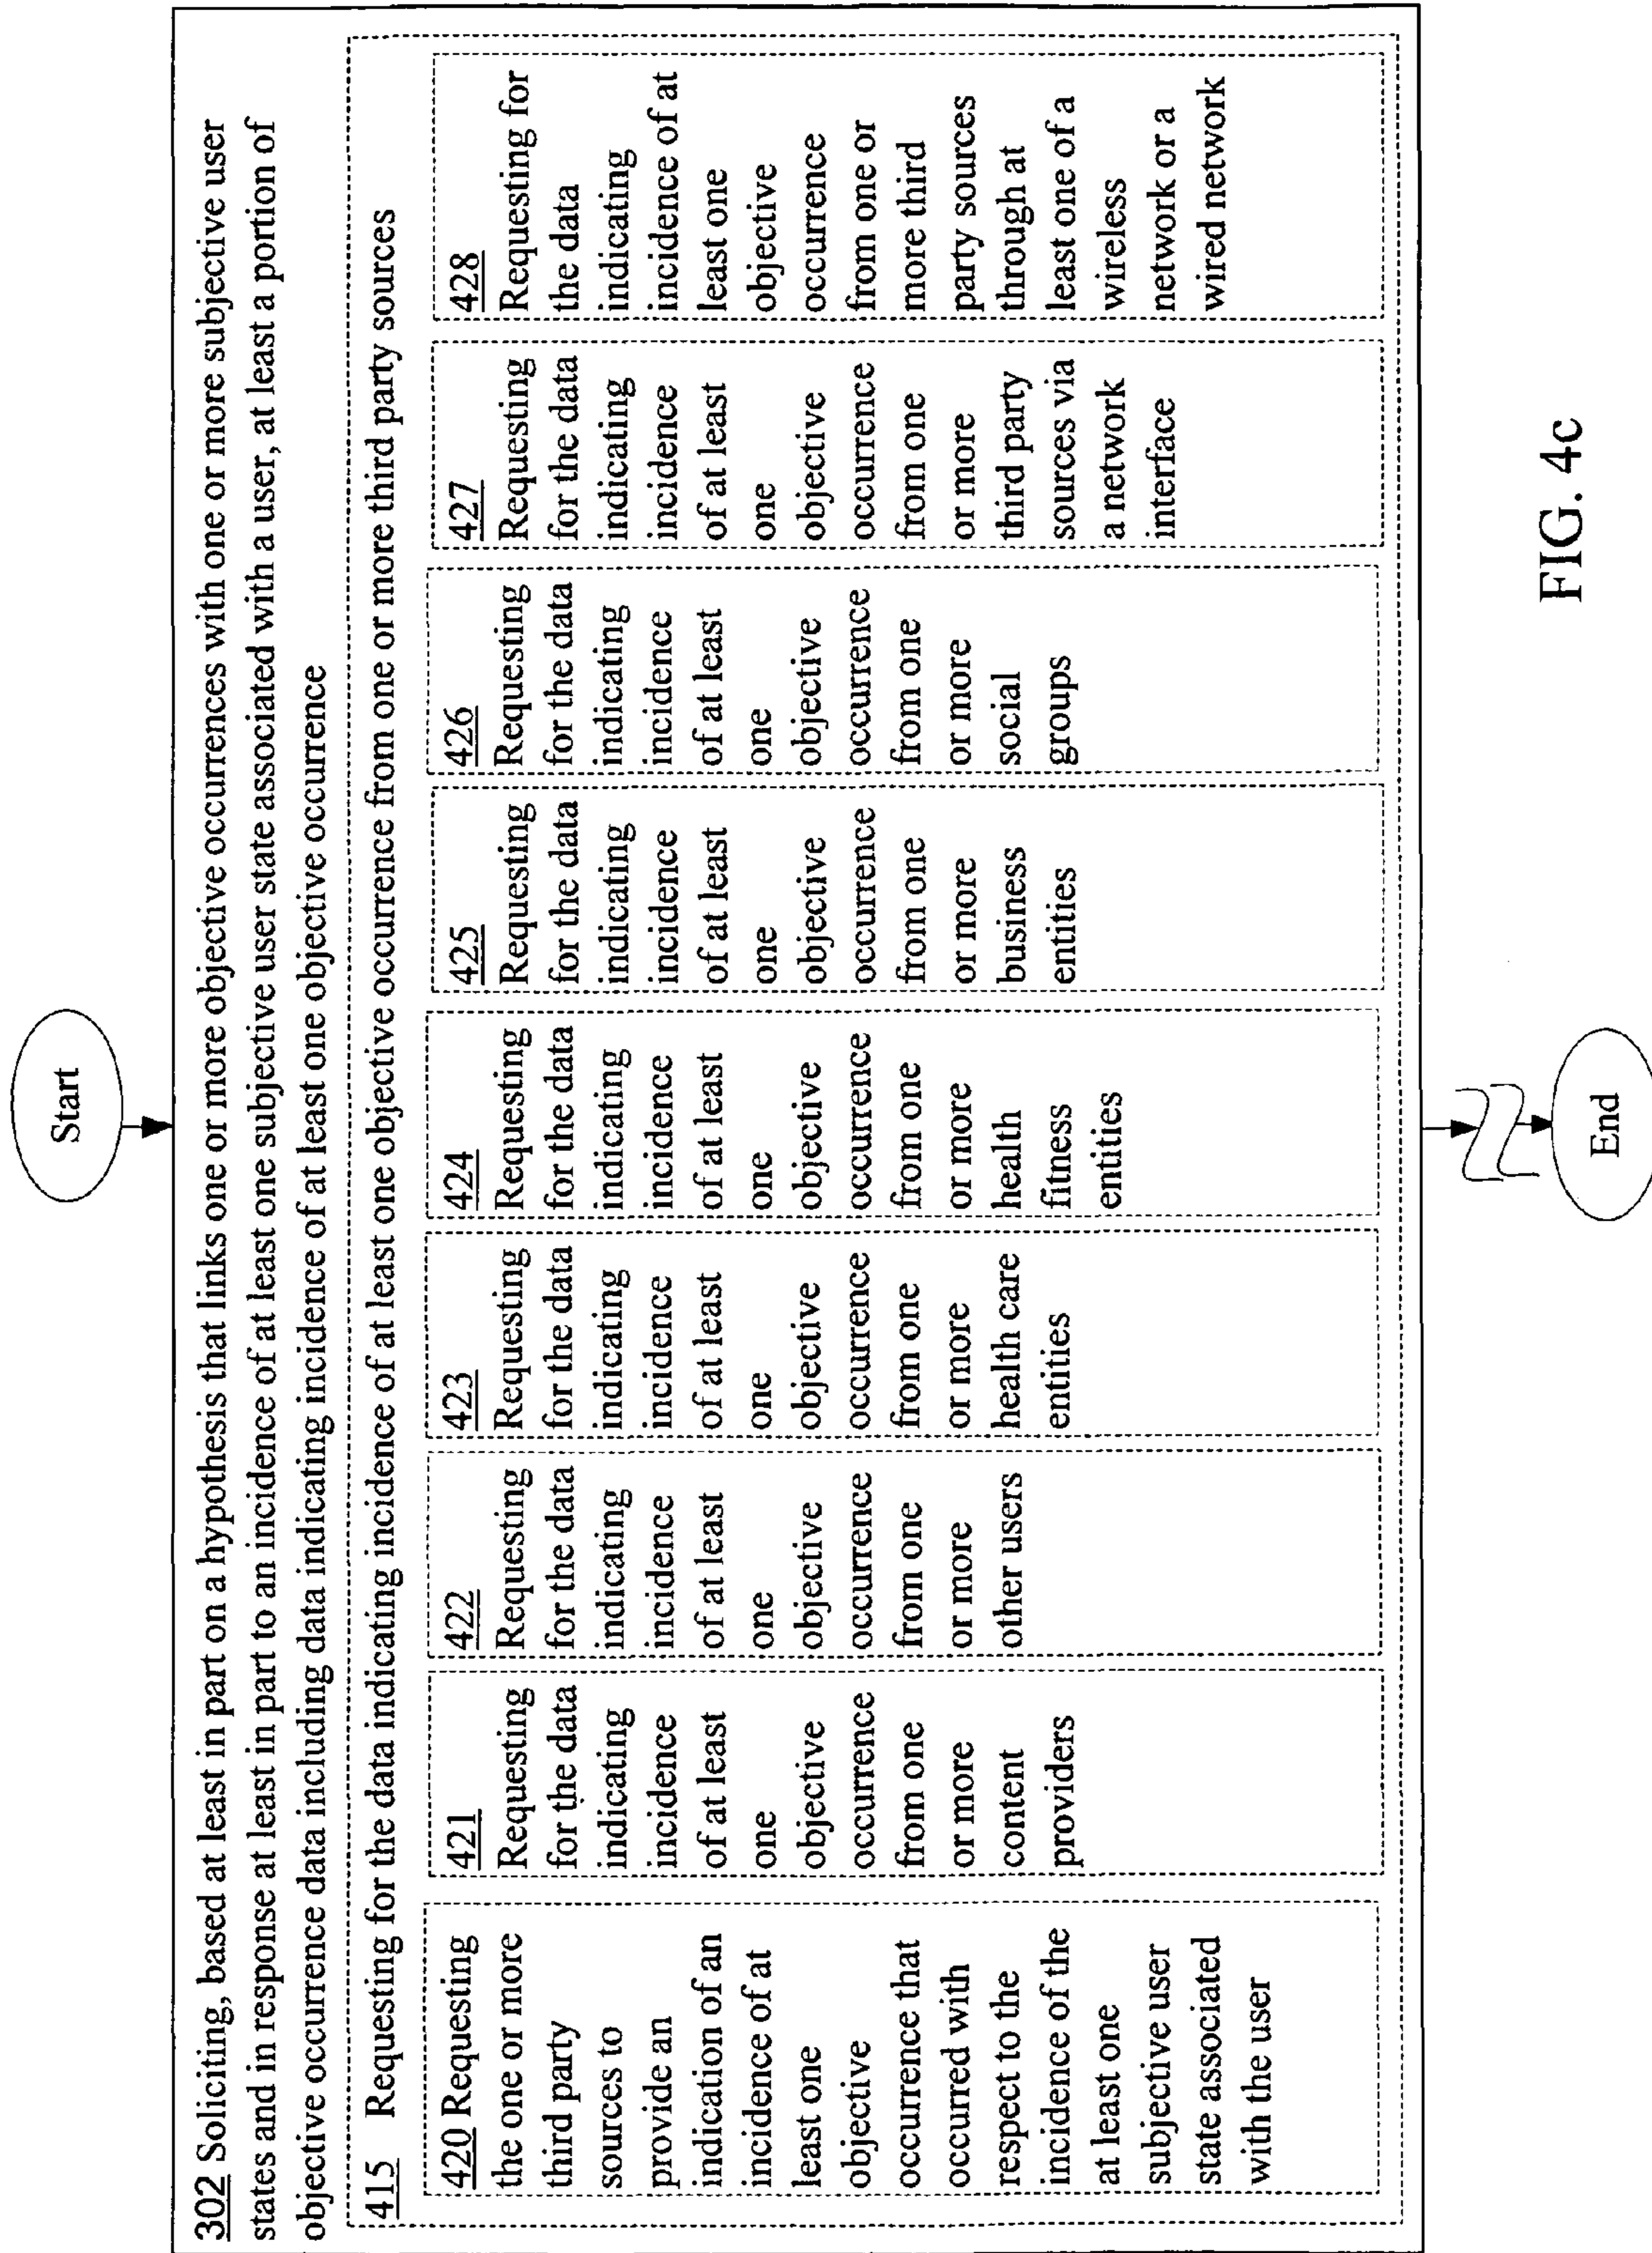 Start
302 Soliciting, based at least in part on a hypothesis that links one or more objective occurrences with one or more subjective user
states and in response at least in part to an incidence of at least one subjective user state associated with a user, at least a portion of
objective occurrence data including data indicating incidence of at least one objective occurrence
415 Requesting for the data indicating incidence of at least one objective occurrence from one or more third party sources
420 Requesting
the one or more
third party
sources to
provide an
indication of an
incidence of at
least one
objective
occurrence that
occurred with
respect to the
incidence of the
at least one
subjective user
state associated
with the user
421
Requesting
for the data
indicating
incidence
of at least
one
objective
occurrence
from one
or more
content
providers
422
Requesting
for the data
indicating
incidence
of at least
one
objective
occurrence
from one
or more
other users
423
Requesting
for the data
indicating
incidence
of at least
one
objective
occurrence
from one
or more
health care
entities
424
Requesting
for the data
indicating
incidence
of at least
one
objective
occurrence
from one
or more
health
fitness
entities
425
Requesting
for the data
indicating
incidence
of at least
one
objective
occurrence
from one
or more
business
entities
426
Requesting
for the data
indicating
incidence
of at least
one
objective
occurrence
from one
or more
social
groups
427
Requesting
for the data
indicating
incidence
of at least
one
objective
occurrence
from one
or more
third party
sources via
a network
interface
428
Requesting for
the data
indicating
incidence of at
least one
objective
occurrence
from one or
more third
party sources
through at
least one of a
wireless
network or a
wired network
End
FIG. 4c